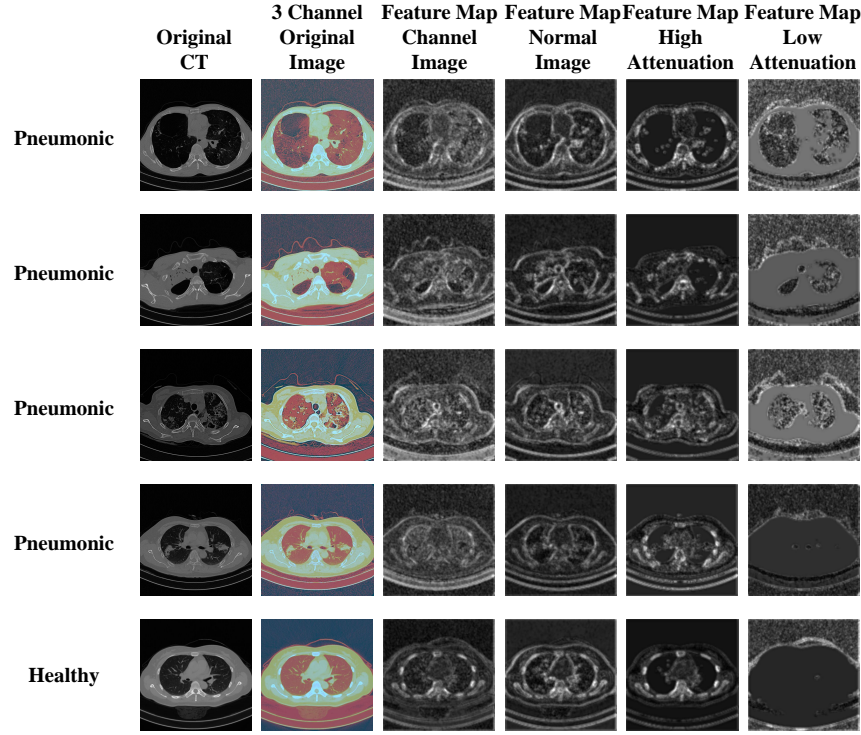 Original CT
3 Channel Original Image
Feature Map Channel Image
Feature Map Normal Image
Feature Map High Attenuation
Feature Map Low Attenuation
Pneumonic
Pneumonic
Pneumonic
Pneumonic
Healthy